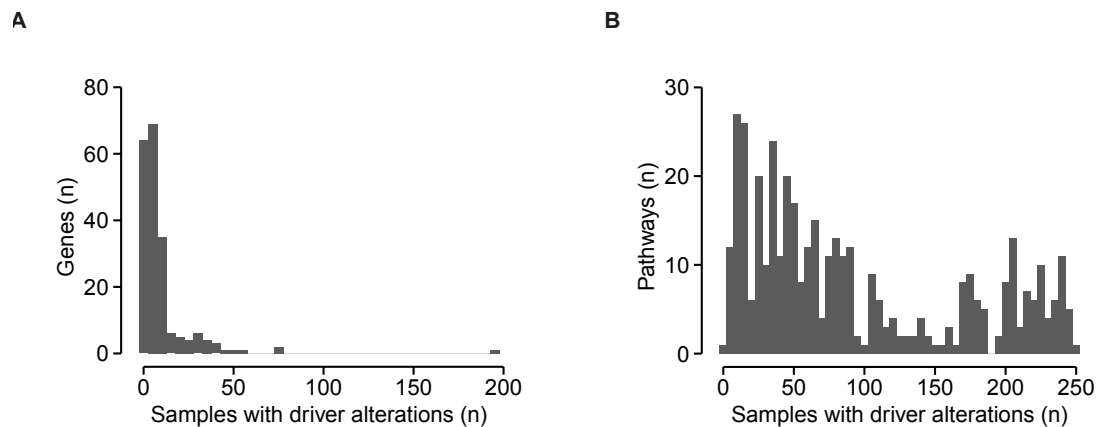 A
80
60
40
20
0
Genes (n)
0 50 100 150 200
Samples with driver alterations (n)
B
30
20
10
0
Pathways (n)
0 50 100 150 200 250
Samples with driver alterations (n)